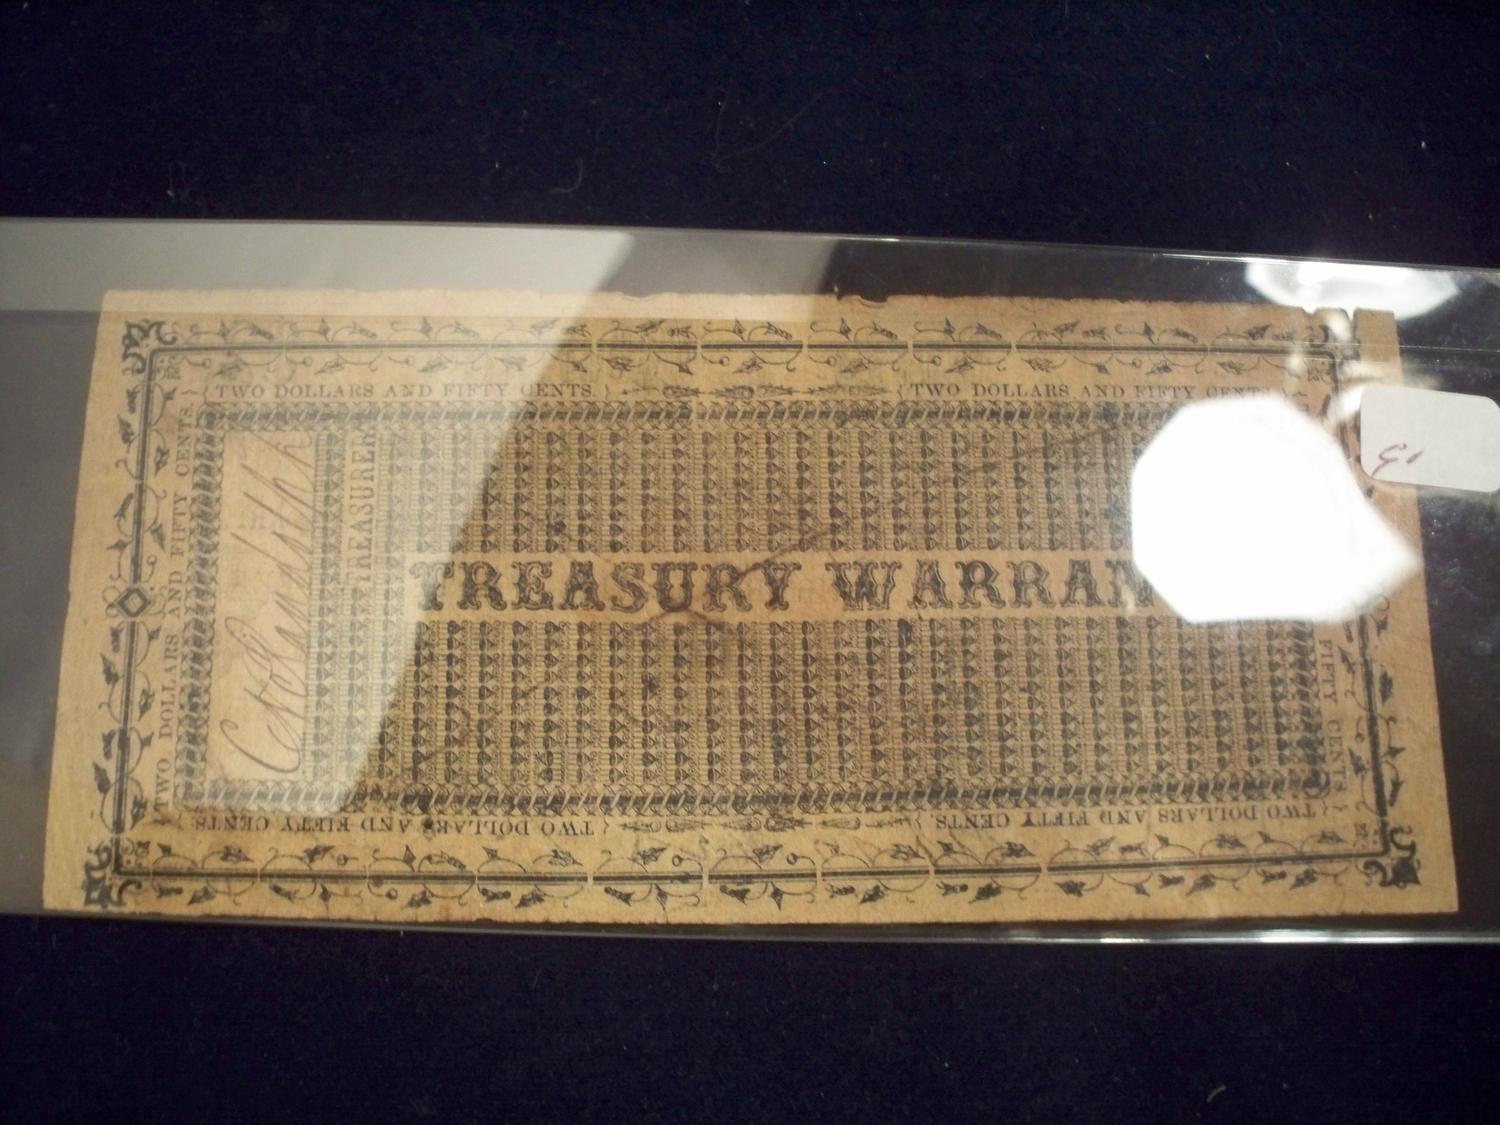 TWO DOLLARS AND FIFTY CENTS. TWO DOLLARS AND FIFTY CENTS.
TWO DOLLARS AND FIFTY CENTS.
C. H. Randolph
TREASURER
TREASURY WARRAN
FIFTY CENTS.
TWO DOLLARS AND FIFTY CENTS. TWO DOLLARS AND FIFTY CENTS.